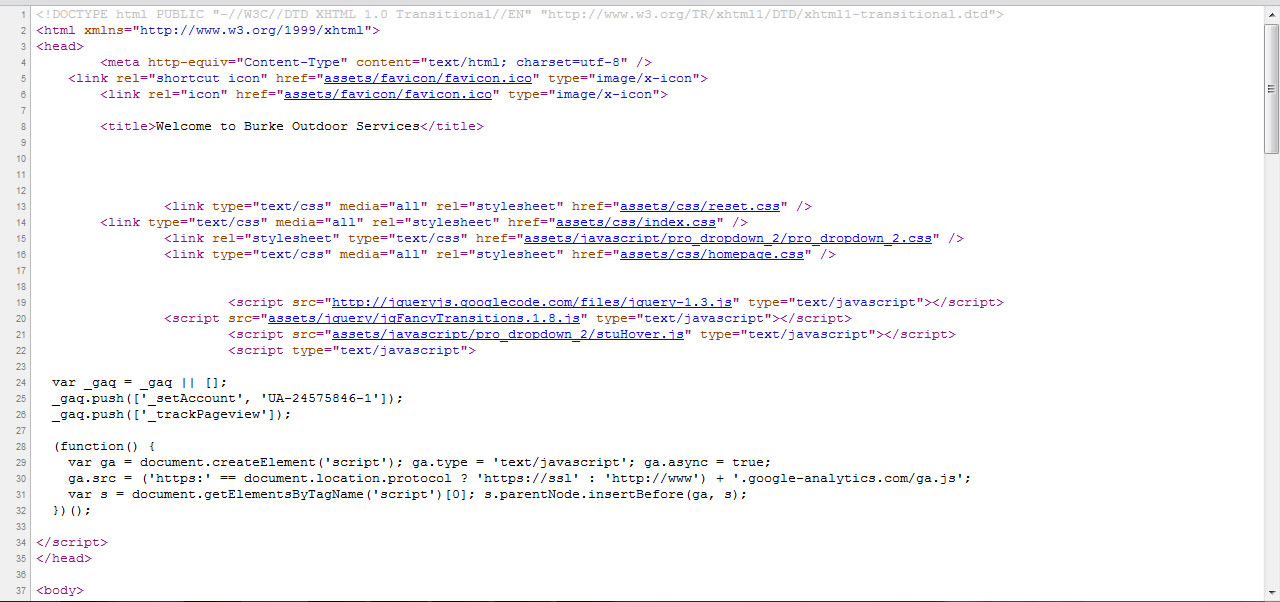 1 <!DOCTYPE html PUBLIC "-//W3C//DTD XHTML 1.0 Transitional//EN" "http://www.w3.org/TR/xhtml1/DTD/xhtml1-transitional.dtd">
2 <html xmlns="http://www.w3.org/1999/xhtml">
3 <head>
4 <meta http-equiv="Content-Type" content="text/html; charset=utf-8" />
5 <link rel="shortcut icon" href="assets/favicon/favicon.ico" type="image/x-icon">
6 <link rel="icon" href="assets/favicon/favicon.ico" type="image/x-icon">
7
8 <title>Welcome to Burke Outdoor Services</title>
9
10
11
12
13 <link type="text/css" media="all" rel="stylesheet" href="assets/css/reset.css" />
14 <link type="text/css" media="all" rel="stylesheet" href="assets/css/index.css" />
15 <link rel="stylesheet" type="text/css" href="assets/javascript/pro_dropdown_2/pro_dropdown_2.css" />
16 <link type="text/css" media="all" rel="stylesheet" href="assets/css/homepage.css" />
17
18
19 <script src="http://jqueryjs.googlecode.com/files/jquery-1.3.js" type="text/javascript"></script>
20 <script src="assets/jquery/jqFancyTransitions.1.8.js" type="text/javascript"></script>
21 <script src="assets/javascript/pro_dropdown_2/stuHover.js" type="text/javascript"></script>
22 <script type="text/javascript">
23
24 var _gaq = _gaq || [];
25 _gaq.push(['_setAccount', 'UA-24575846-1']);
26 _gaq.push(['_trackPageview']);
27
28 (function() {
29 var ga = document.createElement('script'); ga.type = 'text/javascript'; ga.async = true;
30 ga.src = ('https:' == document.location.protocol ? 'https://ssl' : 'http://www') + '.google-analytics.com/ga.js';
31 var s = document.getElementsByTagName('script')[0]; s.parentNode.insertBefore(ga, s);
32 })();
33
34 </script>
35 </head>
36
37 <body>